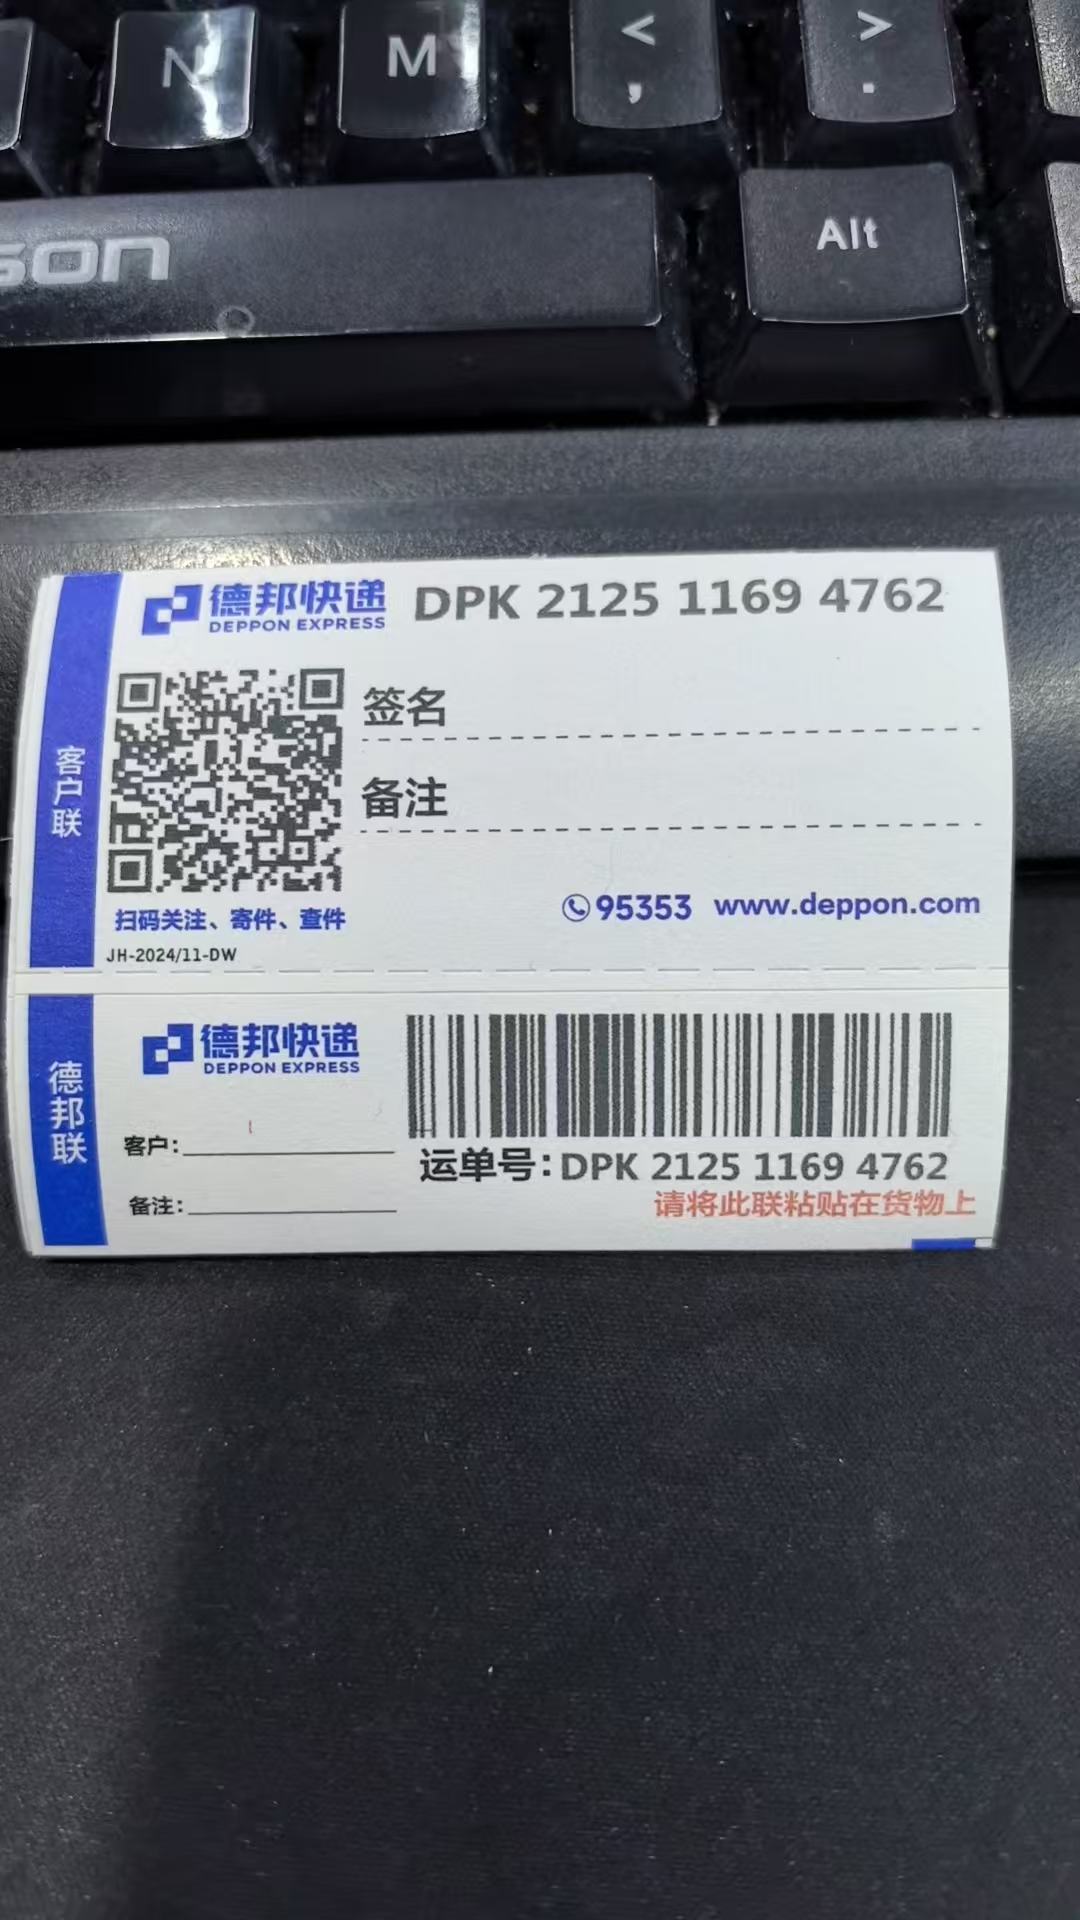 N M < ,
> .
son Alt
德邦快递 DPK 2125 1169 4762
DEPPON EXPRESS
客户联
签名
备注
95353 www.deppon.com
扫码关注、寄件、查件
JH-2024/11-DW
德邦联
德邦快递
DEPPON EXPRESS
客户:
备注:
运单号:DPK 2125 1169 4762
请将此联粘贴在货物上